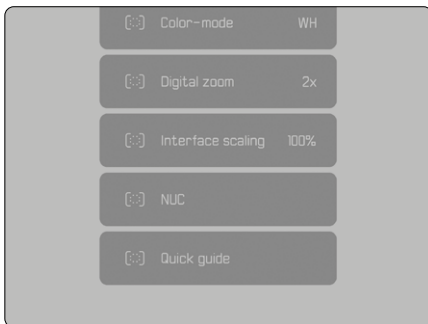 Color-mode WH
Digital zoom 2x
Interface scaling 100%
NUC
Quick guide